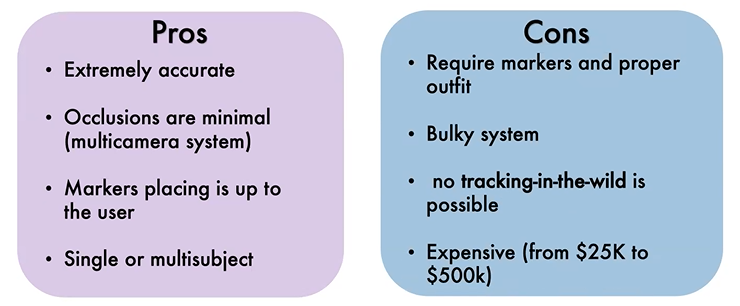 Pros
• Extremely accurate
• Occlusions are minimal
(multicamera system)
• Markers placing is up to
the user
• Single or multisubject
Cons
• Require markers and proper
outfit
• Bulky system
• no tracking-in-the-wild is
possible
• Expensive (from $25K to
$500k)